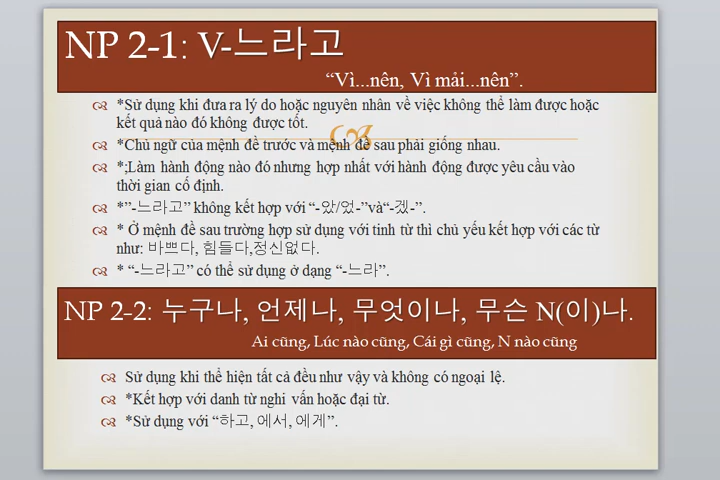 NP 2-1: V-느라고
“Vì...nên, Vì mải...nên”.
*Sử dụng khi đưa ra lý do hoặc nguyên nhân về việc không thể làm được hoặc
kết quả nào đó không được tốt.
*Chủ ngữ của mệnh đề trước và mệnh đề sau phải giống nhau.
*;Làm hành động nào đó nhưng hợp nhất với hành động được yêu cầu vào
thời gian cố định.
*”-느라고” không kết hợp với “-았/었-”và“-겠-”.
* Ở mệnh đề sau trường hợp sử dụng với tính từ thì chủ yếu kết hợp với các từ
như: 바쁘다, 힘들다,정신없다.
* “-느라고” có thể sử dụng ở dạng “-느라”.
NP 2-2: 누구나, 언제나, 무엇이나, 무슨 N(이)나.
Ai cũng, Lúc nào cũng, Cái gì cũng, N nào cũng
Sử dụng khi thể hiện tất cả đều như vậy và không có ngoại lệ.
*Kết hợp với danh từ nghi vấn hoặc đại từ.
*Sử dụng với “하고, 에서, 에게”.